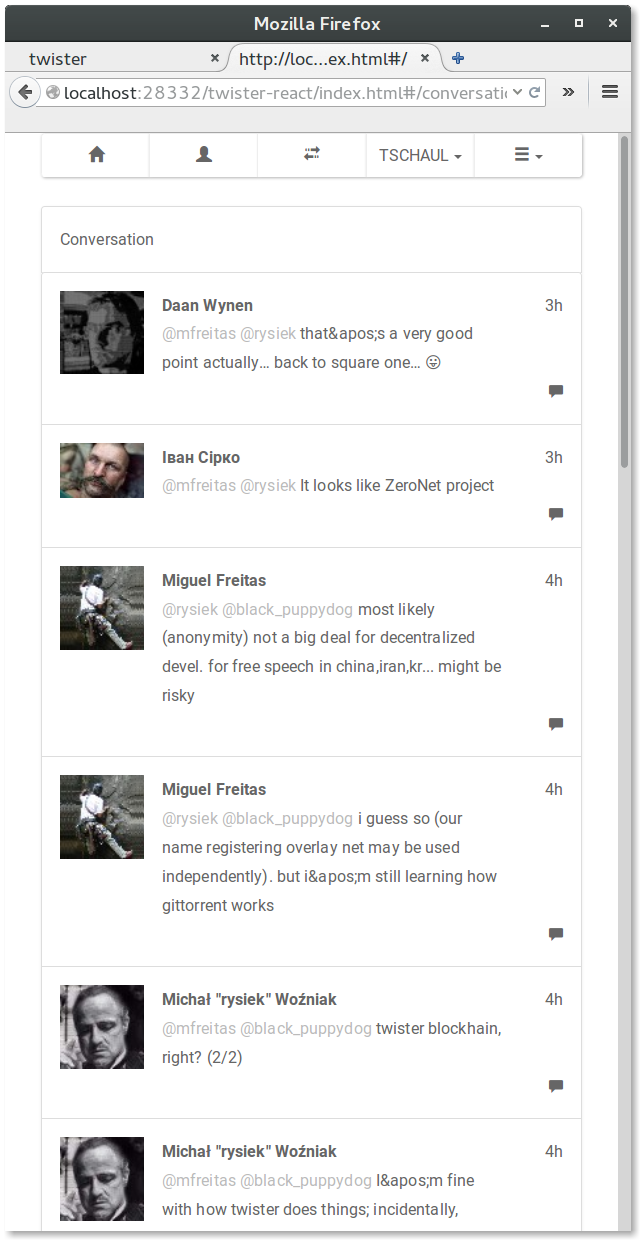 Mozilla Firefox
twister
http://loc...ex.html#/
localhost:28332/twister-react/index.html#/conversati
TSCHAUL
Conversation
Daan Wynen 3h
@mfreitas @rysiek that&apos;s a very good
point actually... back to square one... 😛
Іван Сірко 3h
@mfreitas @rysiek It looks like ZeroNet project
Miguel Freitas 4h
@rysiek @black_puppydog most likely
(anonymity) not a big deal for decentralized
devel. for free speech in china,iran,kr... might be
risky
Miguel Freitas 4h
@rysiek @black_puppydog i guess so (our
name registering overlay net may be used
independently). but i&apos;m still learning how
gittorrent works
Michał "rysiek" Woźniak 4h
@mfreitas @black_puppydog twister blockhain,
right? (2/2)
Michał "rysiek" Woźniak 4h
@mfreitas @black_puppydog I&apos;m fine
with how twister does things; incidentally,